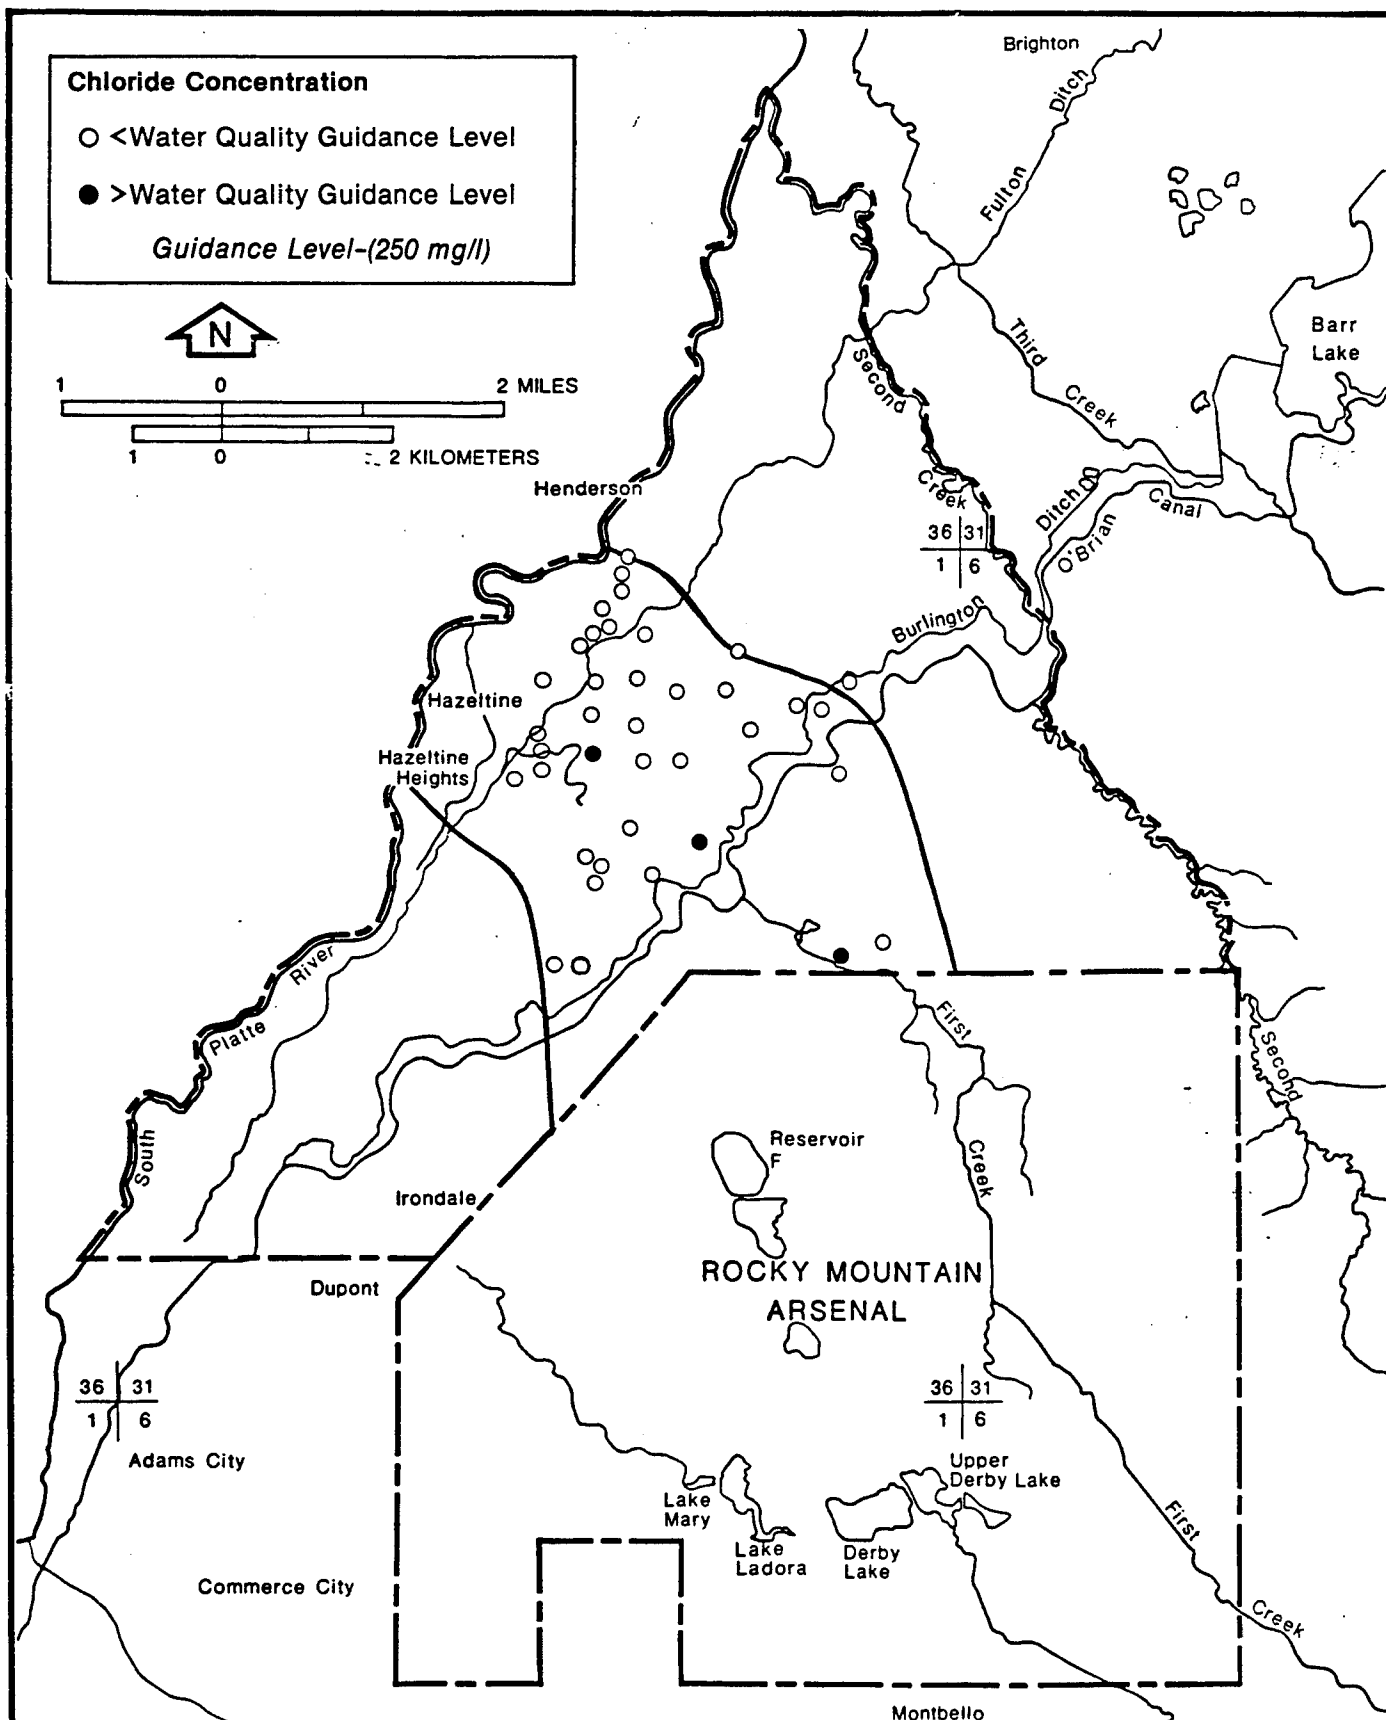 Chloride Concentration
<Water Quality Guidance Level
>Water Quality Guidance Level
Guidance Level-(250 mg/l)
N
1 0 2 MILES
1 0 2 KILOMETERS
Brighton
Fulton Ditch
Barr
Lake
Third Creek
Second Creek
Henderson
Ditch
O'Brian Canal
36 31
1 6
Burlington
Hazeltine
Hazeltine
Heights
South Platte River
First Creek
Second
Reservoir
F
Irondale
ROCKY MOUNTAIN
ARSENAL
Dupont
36 31
1 6
36 31
1 6
Adams City
Upper
Derby Lake
Lake
Mary
Lake
Ladora
Derby
Lake
First Creek
Commerce City
Montbello